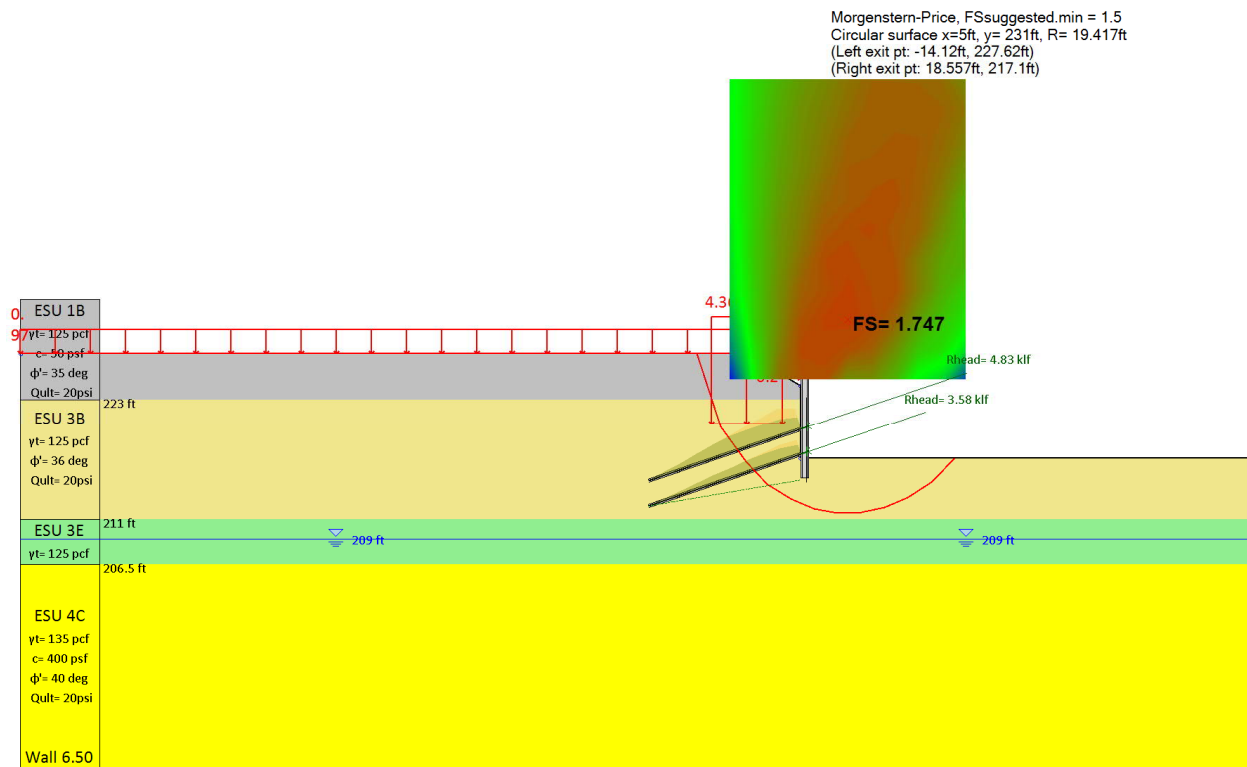 Morgenstern-Price, FSsuggested.min = 1.5
Circular surface x=5ft, y= 231ft, R= 19.417ft
(Left exit pt: -14.12ft, 227.62ft)
(Right exit pt: 18.557ft, 217.1ft)
ESU 1B
0.
97
γt= 125 pcf
c= 50 psf
ϕ'= 35 deg
Qult= 20psi
4.3
FS= 1.747
Rhead= 4.83 klf
Rhead= 3.58 klf
223 ft
ESU 3B
γt= 125 pcf
ϕ'= 36 deg
Qult= 20psi
211 ft
ESU 3E
γt= 125 pcf
209 ft
209 ft
206.5 ft
ESU 4C
γt= 135 pcf
c= 400 psf
ϕ'= 40 deg
Qult= 20psi
Wall 6.50